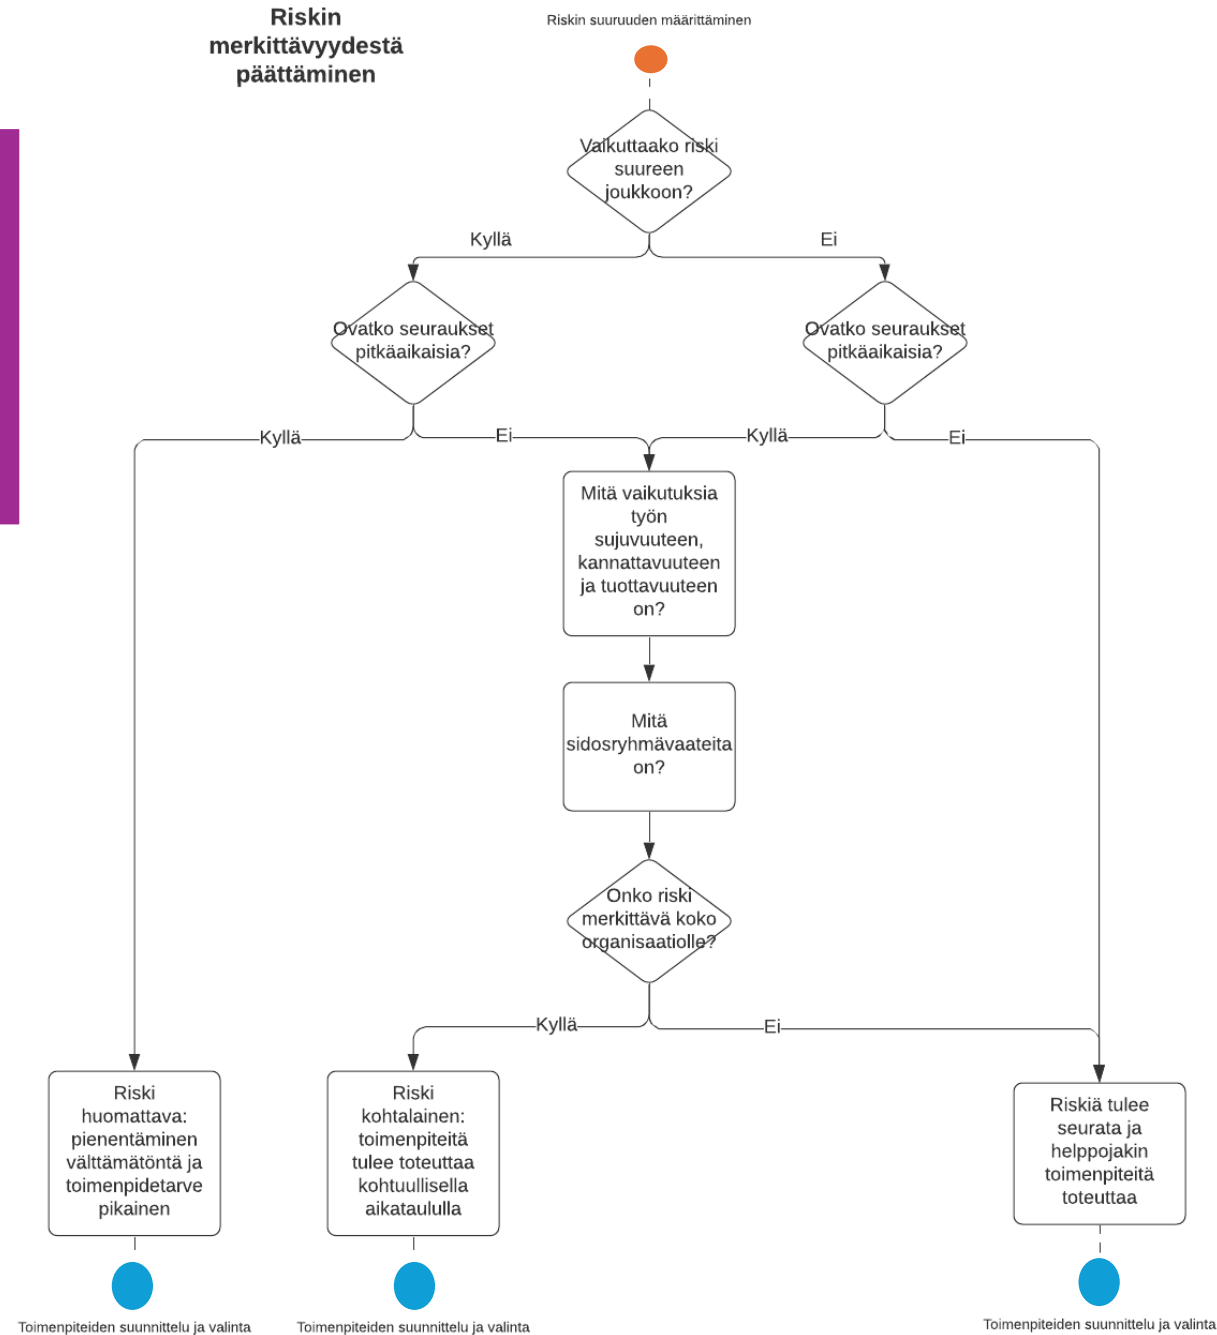 Riskin
merkittävyydestä
päättäminen
Riskin suuruuden määrittäminen
Vaikuttaako riski
suureen
joukkoon?
Kyllä
Ei
Ovatko seuraukset
pitkäaikaisia?
Ovatko seuraukset
pitkäaikaisia?
Kyllä
Ei
Kyllä
Ei
Mitä vaikutuksia
työn
sujuvuuteen,
kannattavuuteen
ja tuottavuuteen
on?
Mitä
sidosryhmävaateita
on?
Onko riski
merkittävä koko
organisaatiolle?
Kyllä
Ei
Riski
huomattava:
pienentäminen
välttämätöntä ja
toimenpidetarve
pikainen
Riski
kohtalainen:
toimenpiteitä
tulee toteuttaa
kohtuullisella
aikataululla
Riskiä tulee
seurata ja
helppojakin
toimenpiteitä
toteuttaa
Toimenpiteiden suunnittelu ja valinta
Toimenpiteiden suunnittelu ja valinta
Toimenpiteiden suunnittelu ja valinta